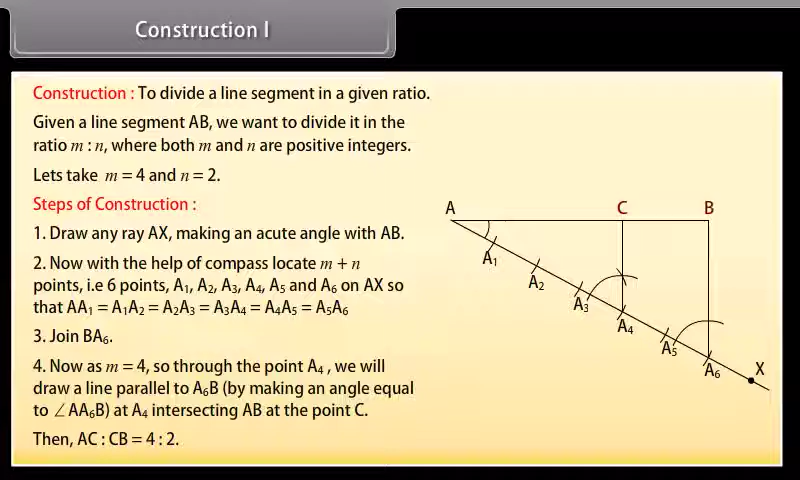 Construction I
Construction : To divide a line segment in a given ratio.
Given a line segment AB, we want to divide it in the
ratio m : n, where both m and n are positive integers.
Lets take m = 4 and n = 2.
Steps of Construction :
1. Draw any ray AX, making an acute angle with AB.
2. Now with the help of compass locate m + n
points, i.e 6 points, A₁, A₂, A₃, A₄, A₅ and A₆ on AX so
that AA₁ = A₁A₂ = A₂A₃ = A₃A₄ = A₄A₅ = A₅A₆
3. Join BA₆.
4. Now as m = 4, so through the point A₄ , we will
draw a line parallel to A₆B (by making an angle equal
to ∠AA₆B) at A₄ intersecting AB at the point C.
Then, AC : CB = 4 : 2.
A C B
A₁
A₂
A₃
A₄
A₅
A₆
X